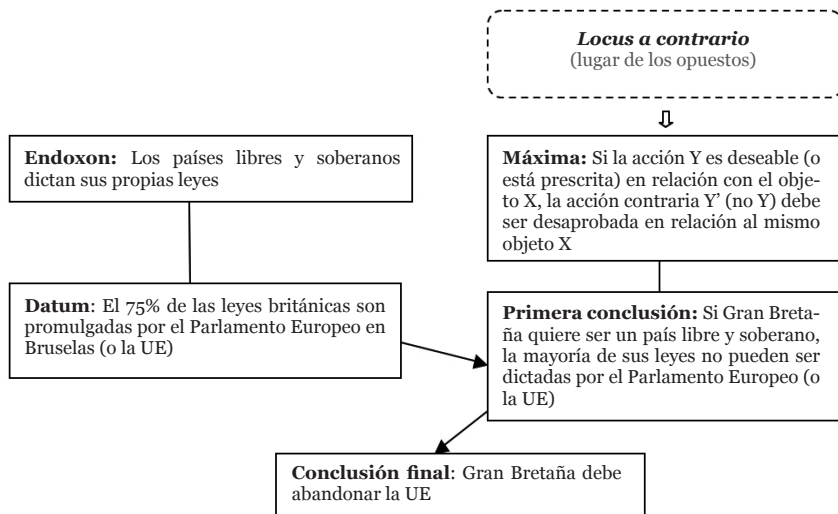 Locus a contrario
(lugar de los opuestos)
Endoxon: Los países libres y soberanos
dictan sus propias leyes
Máxima: Si la acción Y es deseable (o
está prescrita) en relación con el obje-
to X, la acción contraria Y’ (no Y) debe
ser desaprobada en relación al mismo
objeto X
Datum: El 75% de las leyes británicas son
promulgadas por el Parlamento Europeo en
Bruselas (o la UE)
Primera conclusión: Si Gran Breta-
ña quiere ser un país libre y soberano,
la mayoría de sus leyes no pueden ser
dictadas por el Parlamento Europeo (o
la UE)
Conclusión final: Gran Bretaña debe
abandonar la UE